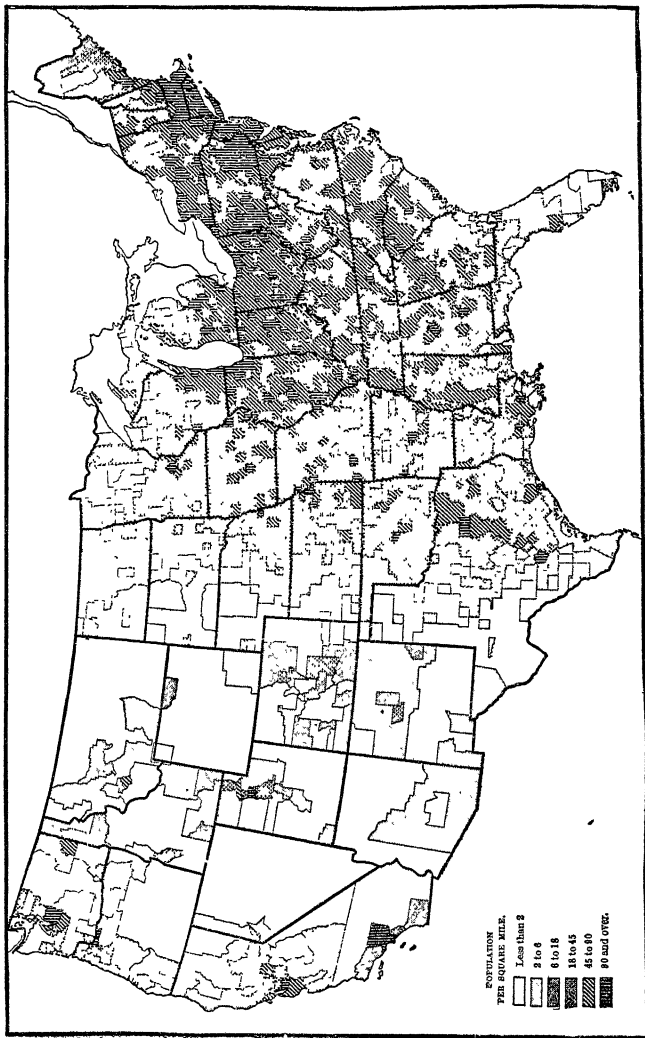 POPULATION
PER SQUARE MILE.
Less than 2
2 to 6
6 to 18
18 to 45
45 to 90
90 and over.